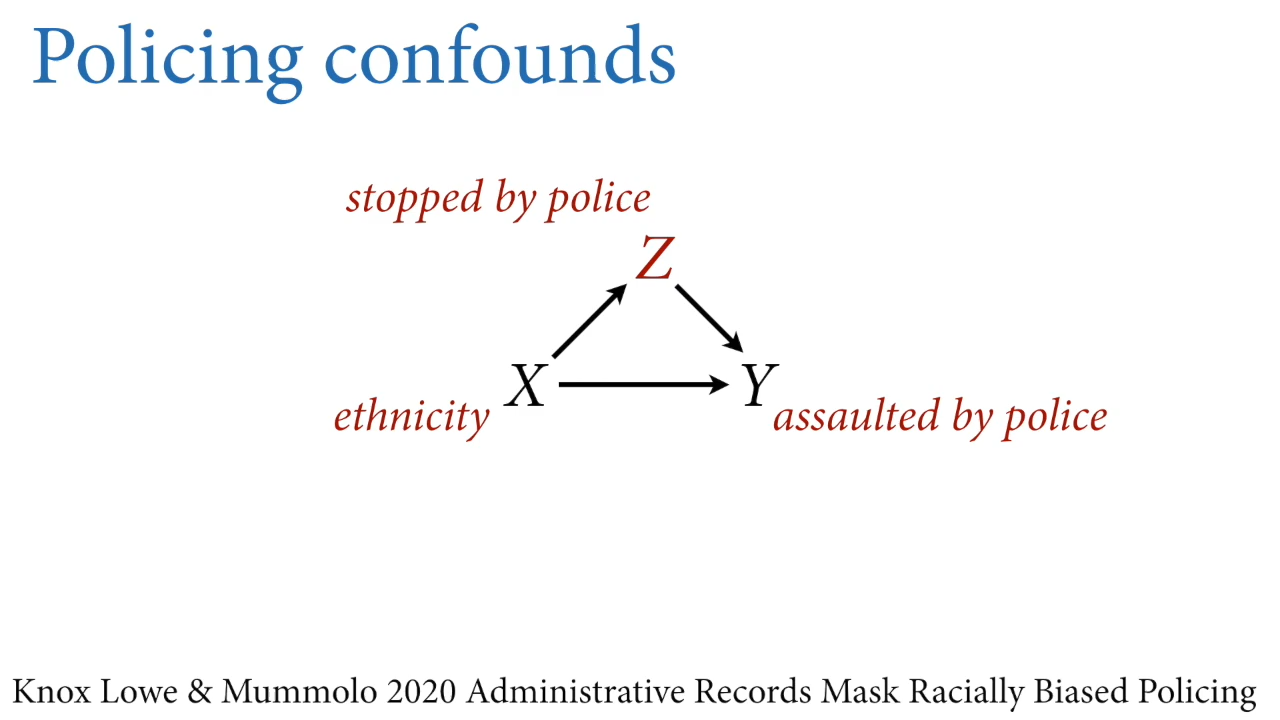 Policing confounds
stopped by police
Z
X
Y
ethnicity
assaulted by police
Knox Lowe & Mummolo 2020 Administrative Records Mask Racially Biased Policing